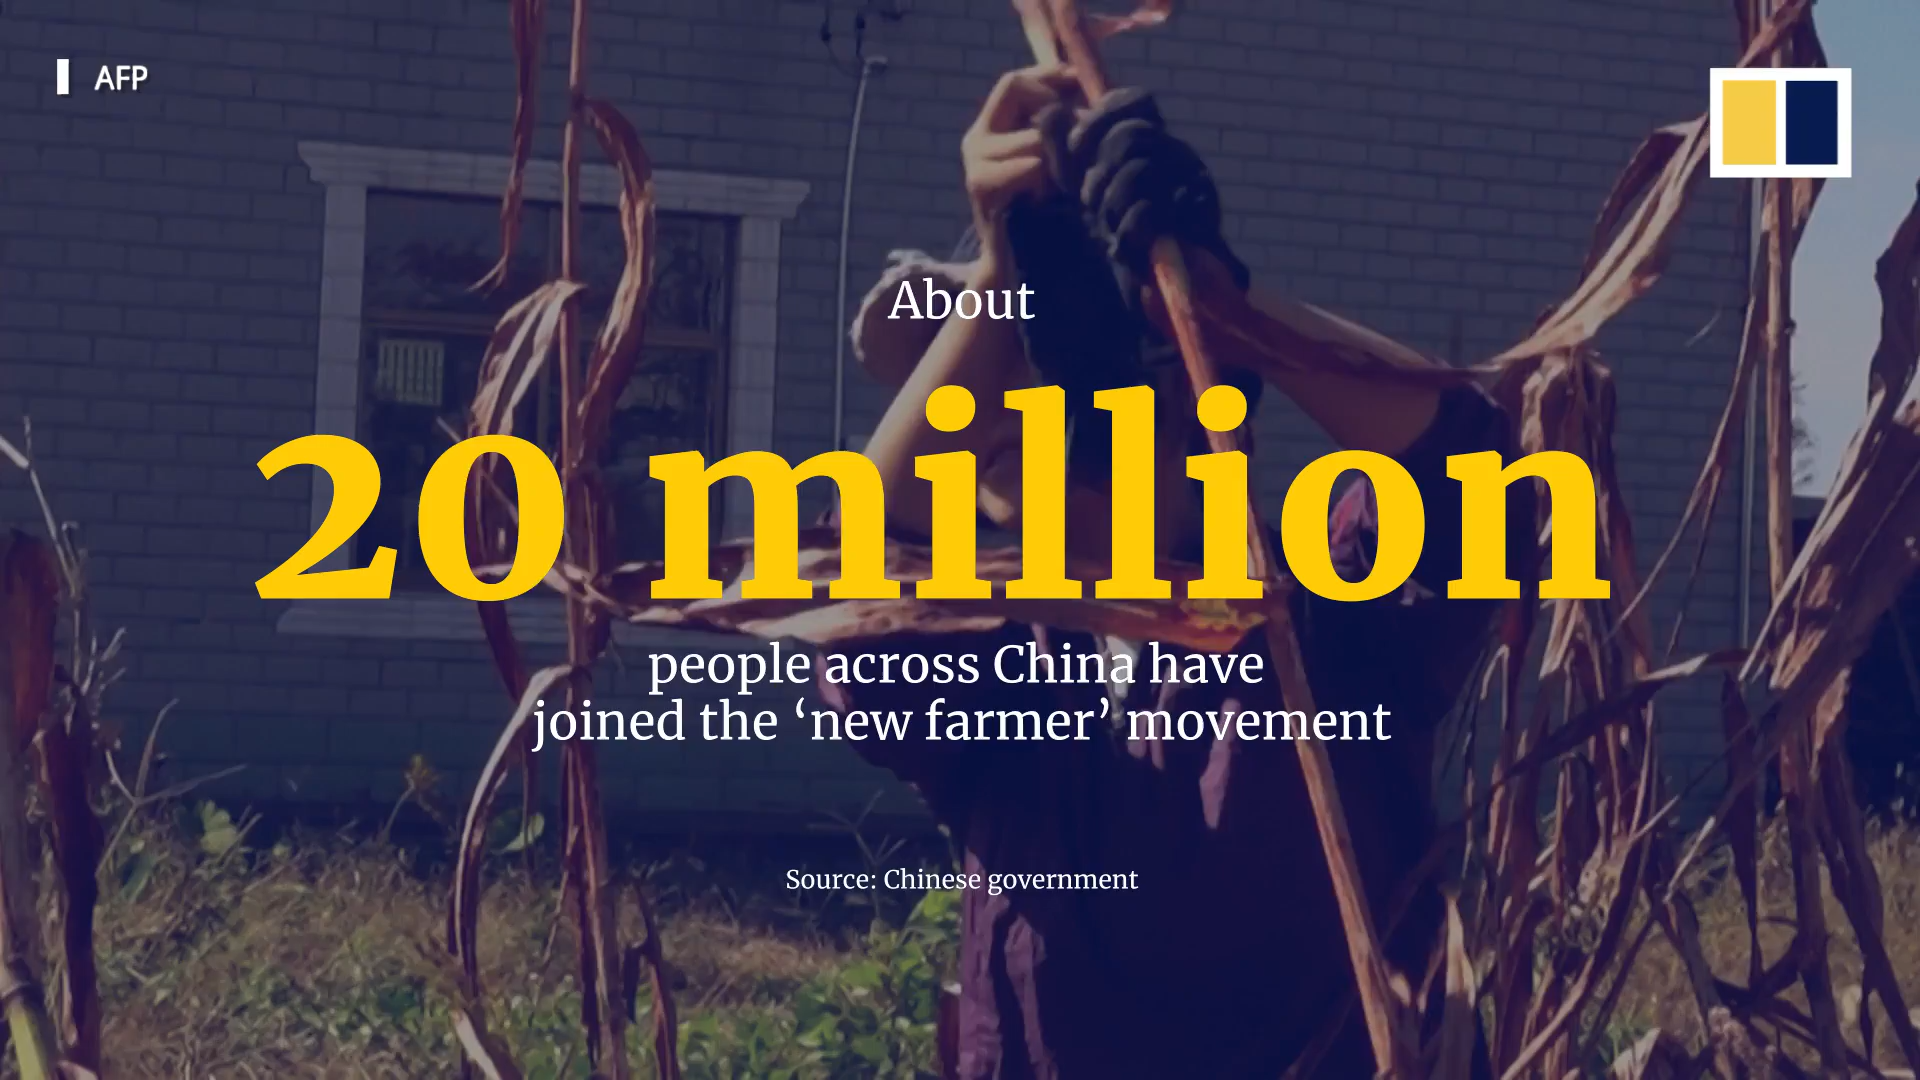 AFP
About
20 million
people across China have
joined the ‘new farmer’ movement
Source: Chinese government